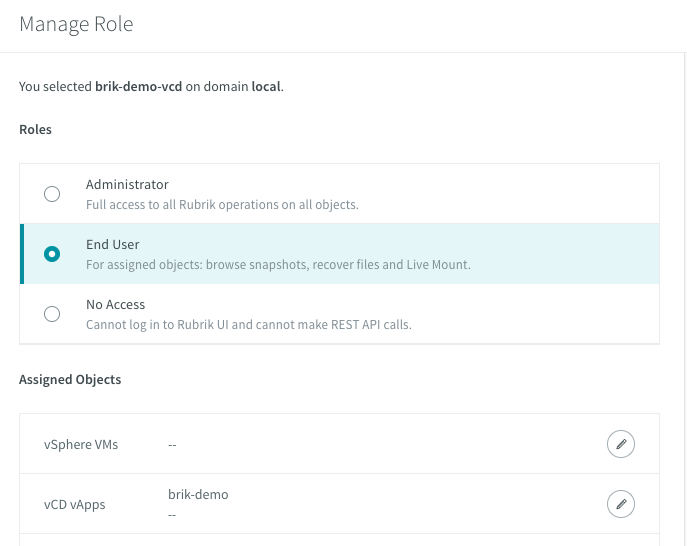 Manage Role
You selected brik-demo-vcd on domain local.
Roles
Administrator
Full access to all Rubrik operations on all objects.
End User
For assigned objects: browse snapshots, recover files and Live Mount.
No Access
Cannot log in to Rubrik UI and cannot make REST API calls.
Assigned Objects
vSphere VMs --
vCD vApps brik-demo
--